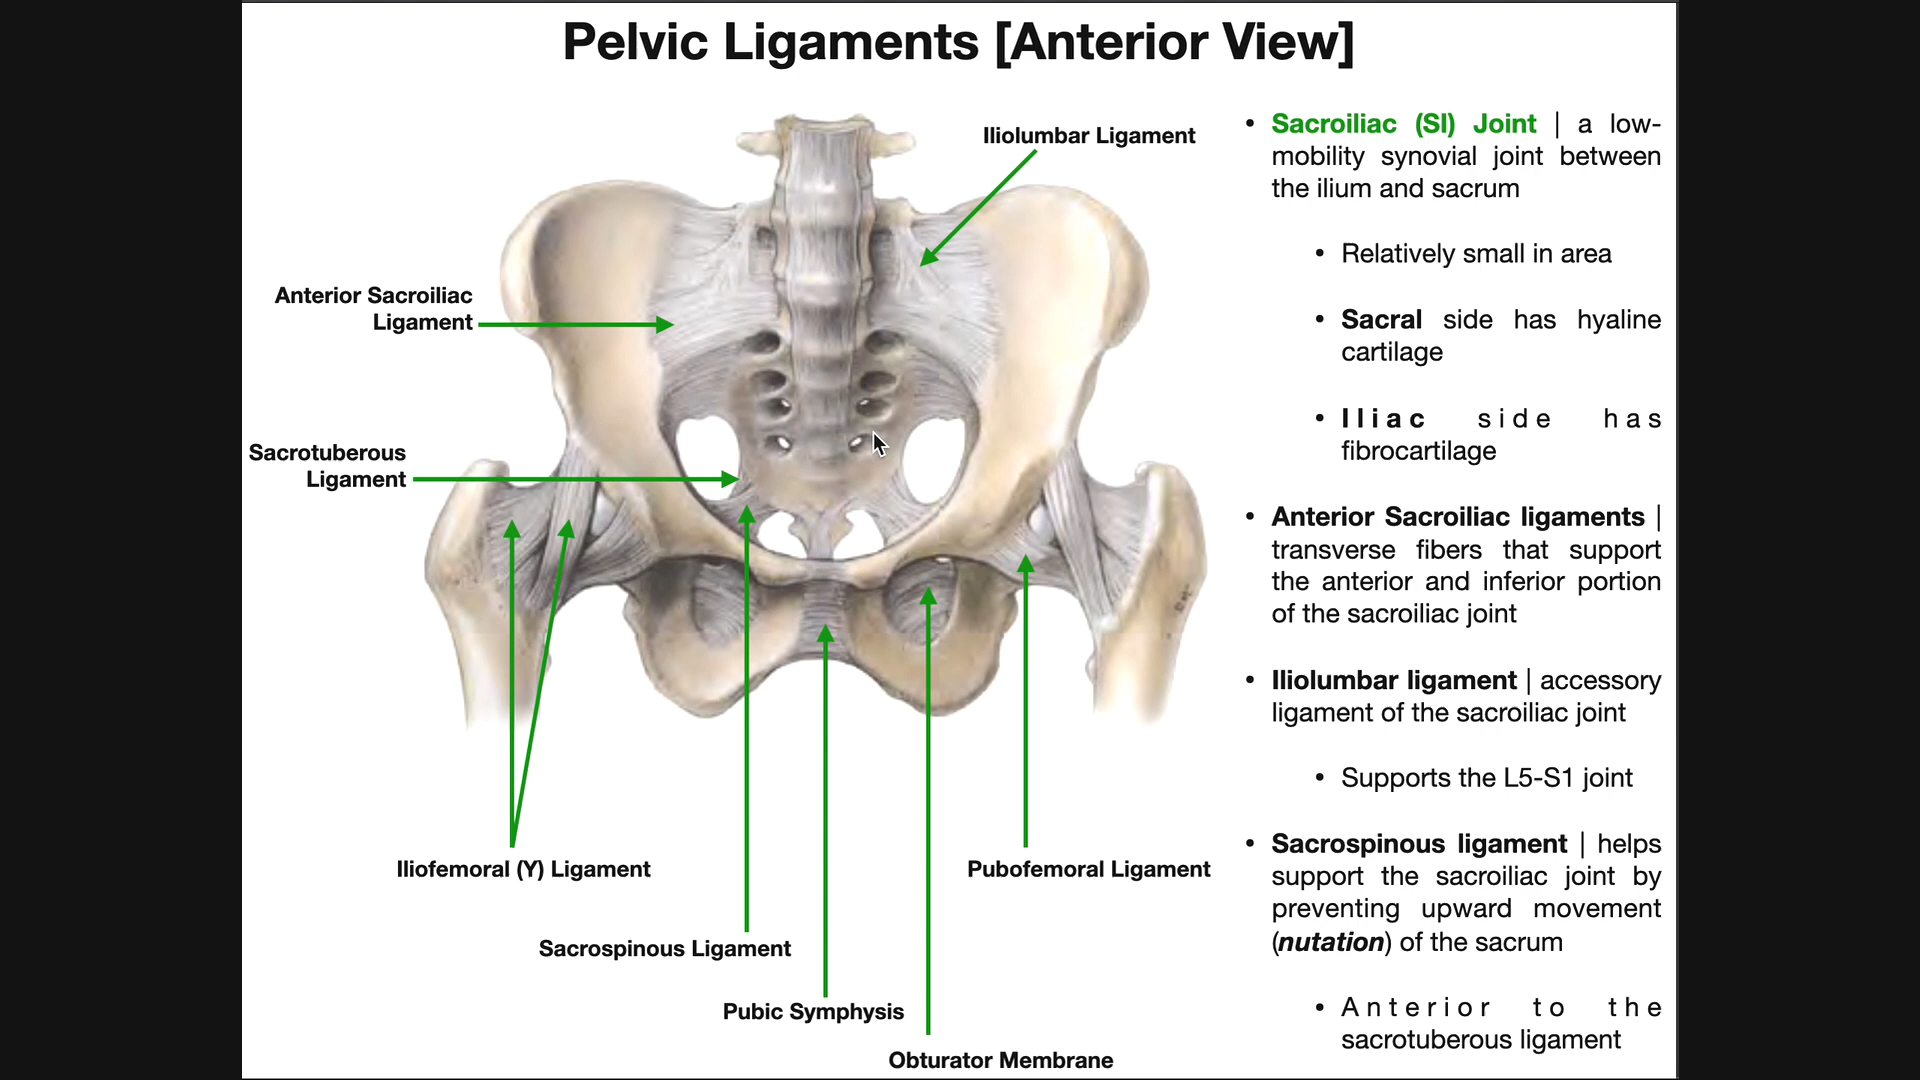 Pelvic Ligaments [Anterior View]
Iliolumbar Ligament
Anterior Sacroiliac
Ligament
Sacrotuberous
Ligament
Iliofemoral (Y) Ligament
Pubofemoral Ligament
Sacrospinous Ligament
Pubic Symphysis
Obturator Membrane
• Sacroiliac (SI) Joint | a low-
mobility synovial joint between
the ilium and sacrum
• Relatively small in area
• Sacral side has hyaline
cartilage
• Iliac side has
fibrocartilage
• Anterior Sacroiliac ligaments |
transverse fibers that support
the anterior and inferior portion
of the sacroiliac joint
• Iliolumbar ligament | accessory
ligament of the sacroiliac joint
• Supports the L5-S1 joint
• Sacrospinous ligament | helps
support the sacroiliac joint by
preventing upward movement
(nutation) of the sacrum
• Anterior to the
sacrotuberous ligament